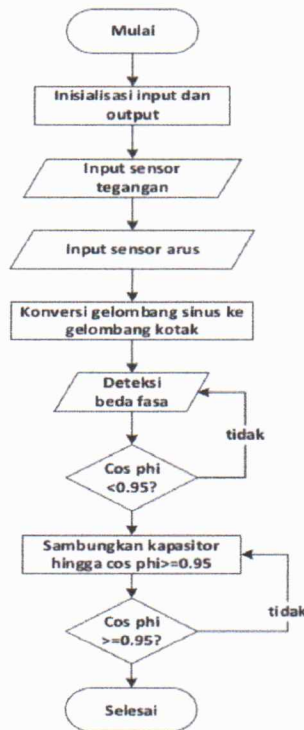 Mulai
Inisialisasi input dan
output
Input sensor
tegangan
Input sensor arus
Konversi gelombang sinus ke
gelombang kotak
Deteksi
beda fasa
tidak
Cos phi
<0.95?
Sambungkan kapasitor
hingga cos phi>=0.95
tidak
Cos phi
>=0.95?
Selesai